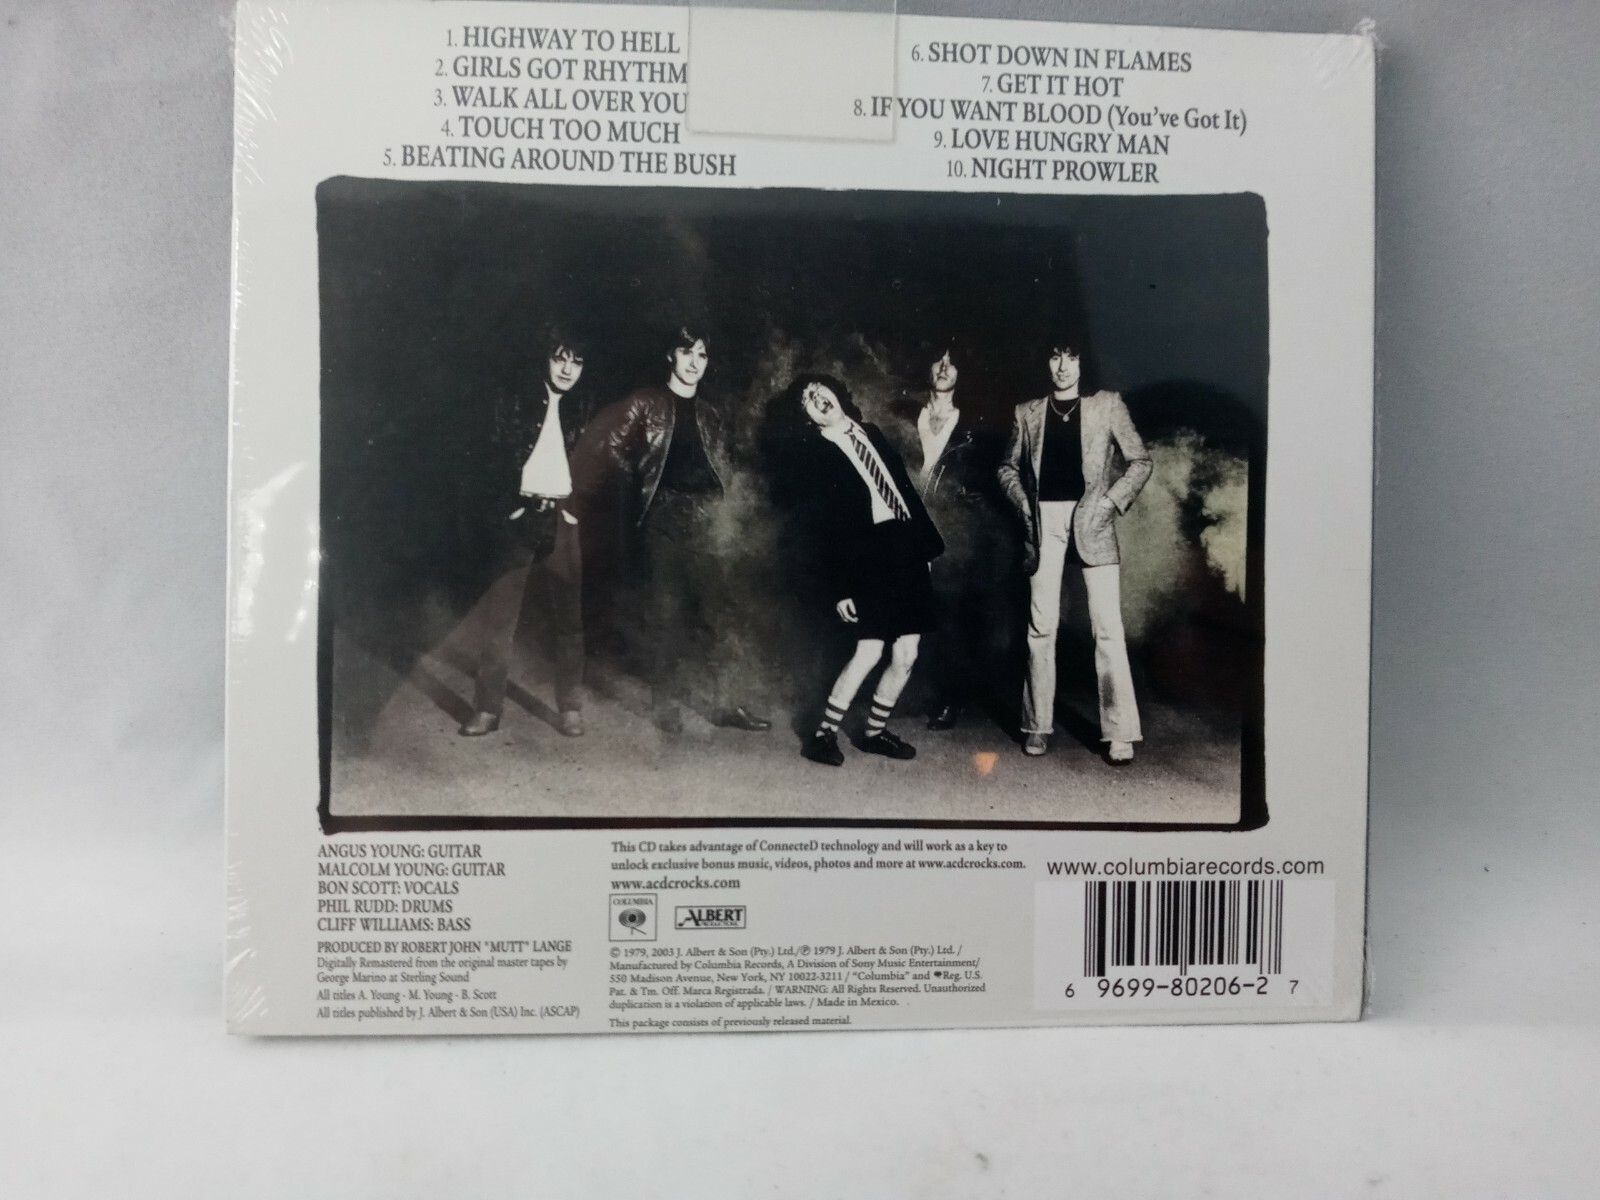 1. HIGHWAY TO HELL
2. GIRLS GOT RHYTHM
3. WALK ALL OVER YOU
4. TOUCH TOO MUCH
5. BEATING AROUND THE BUSH
6. SHOT DOWN IN FLAMES
7. GET IT HOT
8. IF YOU WANT BLOOD (You've Got It)
9. LOVE HUNGRY MAN
10. NIGHT PROWLER
ANGUS YOUNG: GUITAR
MALCOLM YOUNG: GUITAR
BON SCOTT: VOCALS
PHIL RUDD: DRUMS
CLIFF WILLIAMS: BASS
PRODUCED BY ROBERT JOHN "MUTT" LANGE
Digitally Remastered from the original master tapes by
George Marino at Sterling Sound
All titles A. Young - M. Young - B. Scott
All titles published by J. Albert & Son (USA) Inc. (ASCAP)
This CD takes advantage of ConnecteD technology and will work as a key to
unlock exclusive bonus music, videos, photos and more at www.acdcrocks.com.
www.acdcrocks.com
COLUMBIA
ALBERT
PRODUCTIONS
© 1979, 2003 J. Albert & Son (Pty.) Ltd./℗ 1979 J. Albert & Son (Pty.) Ltd. /
Manufactured by Columbia Records, A Division of Sony Music Entertainment/
550 Madison Avenue, New York, NY 10022-3211 / "Columbia" and Reg. U.S.
Pat. & Tm. Off. Marca Registrada. / WARNING: All Rights Reserved. Unauthorized
duplication is a violation of applicable laws. / Made in Mexico.
This package consists of previously released material.
www.columbiarecords.com
6 9699-80206-2 7